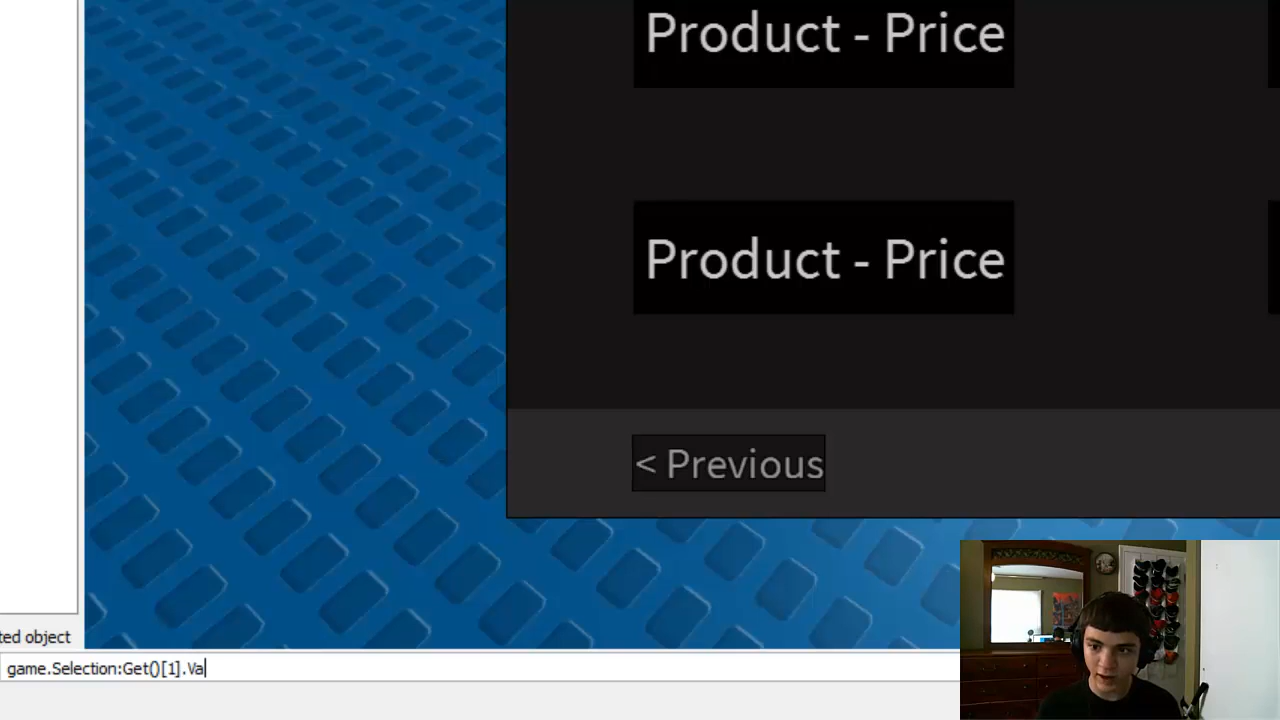 Product - Price
Product - Price
< Previous
ted object
game.Selection:Get()[1].Va